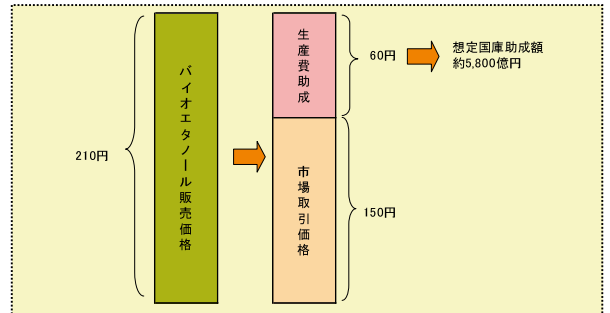 210円
バイオエタノール販売価格
生産費助成
60円
想定国庫助成額
約5,800億円
市場取引価格
150円